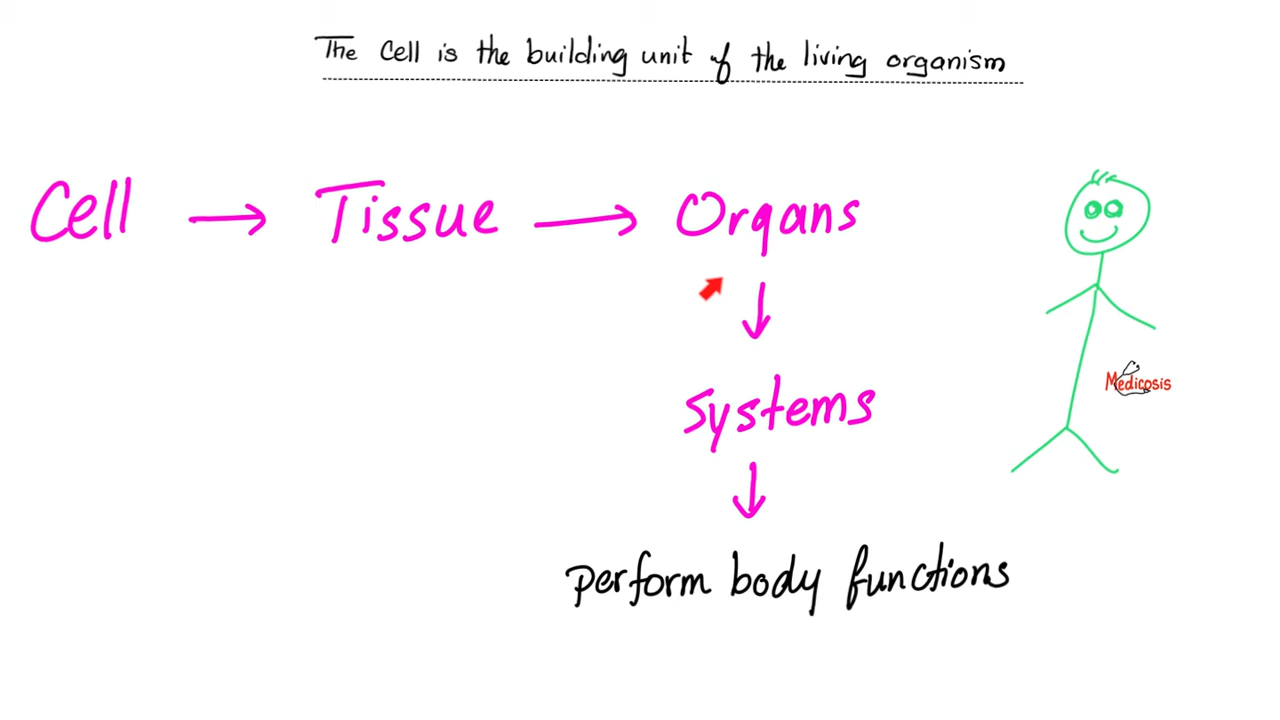 The Cell is the building unit of the living organism
Cell → Tissue → Organs
↓
Systems
↓
Perform body functions
Medicosis